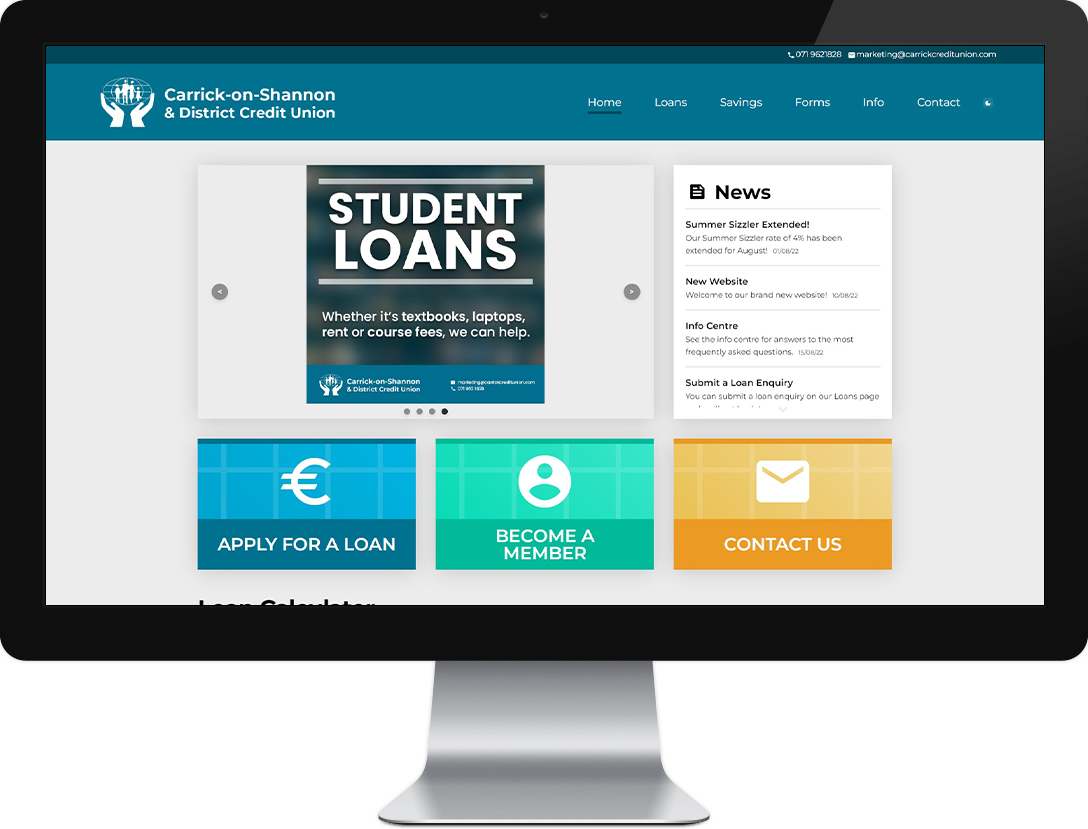 071 9621828 marketing@carrickcreditunion.com
Carrick-on-Shannon
& District Credit Union
Home Loans Savings Forms Info Contact
STUDENT
LOANS
Whether it's textbooks, laptops,
rent or course fees, we can help.
Carrick-on-Shannon
& District Credit Union
marketing@carrickcreditunion.com
071 962 1828
< >
News
Summer Sizzler Extended!
Our Summer Sizzler rate of 4% has been
extended for August! 01/08/22
New Website
Welcome to our brand new website! 10/08/22
Info Centre
See the info centre for answers to the most
frequently asked questions. 15/08/22
Submit a Loan Enquiry
You can submit a loan enquiry on our Loans page
APPLY FOR A LOAN
BECOME A
MEMBER
CONTACT US
Loan Calculator